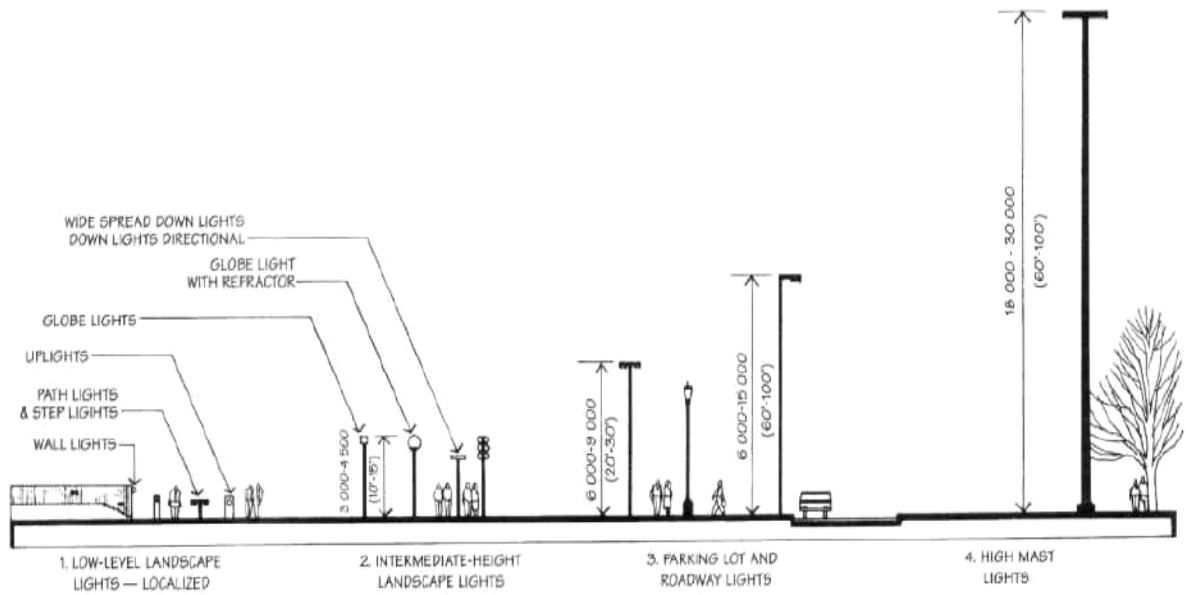 WIDE SPREAD DOWN LIGHTS
DOWN LIGHTS DIRECTIONAL
GLOBE LIGHT
WITH REFRACTOR
GLOBE LIGHTS
UPLIGHTS
PATH LIGHTS
& STEP LIGHTS
WALL LIGHTS
3 000-4 500
(10'-15')
6 000-9 000
(20'-30')
6 000-15 000
(60'-100')
18 000 - 30 000
(60'-100')
1. LOW-LEVEL LANDSCAPE
LIGHTS — LOCALIZED
2. INTERMEDIATE-HEIGHT
LANDSCAPE LIGHTS
3. PARKING LOT AND
ROADWAY LIGHTS
4. HIGH MAST
LIGHTS